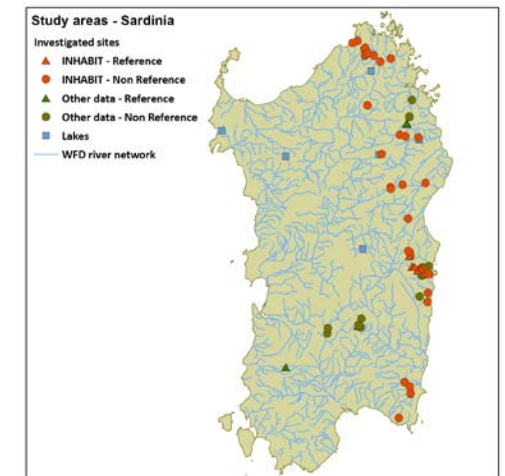 Study areas - Sardinia
Investigated sites
INHABIT - Reference
INHABIT - Non Reference
Other data - Reference
Other data - Non Reference
Lakes
WFD river network